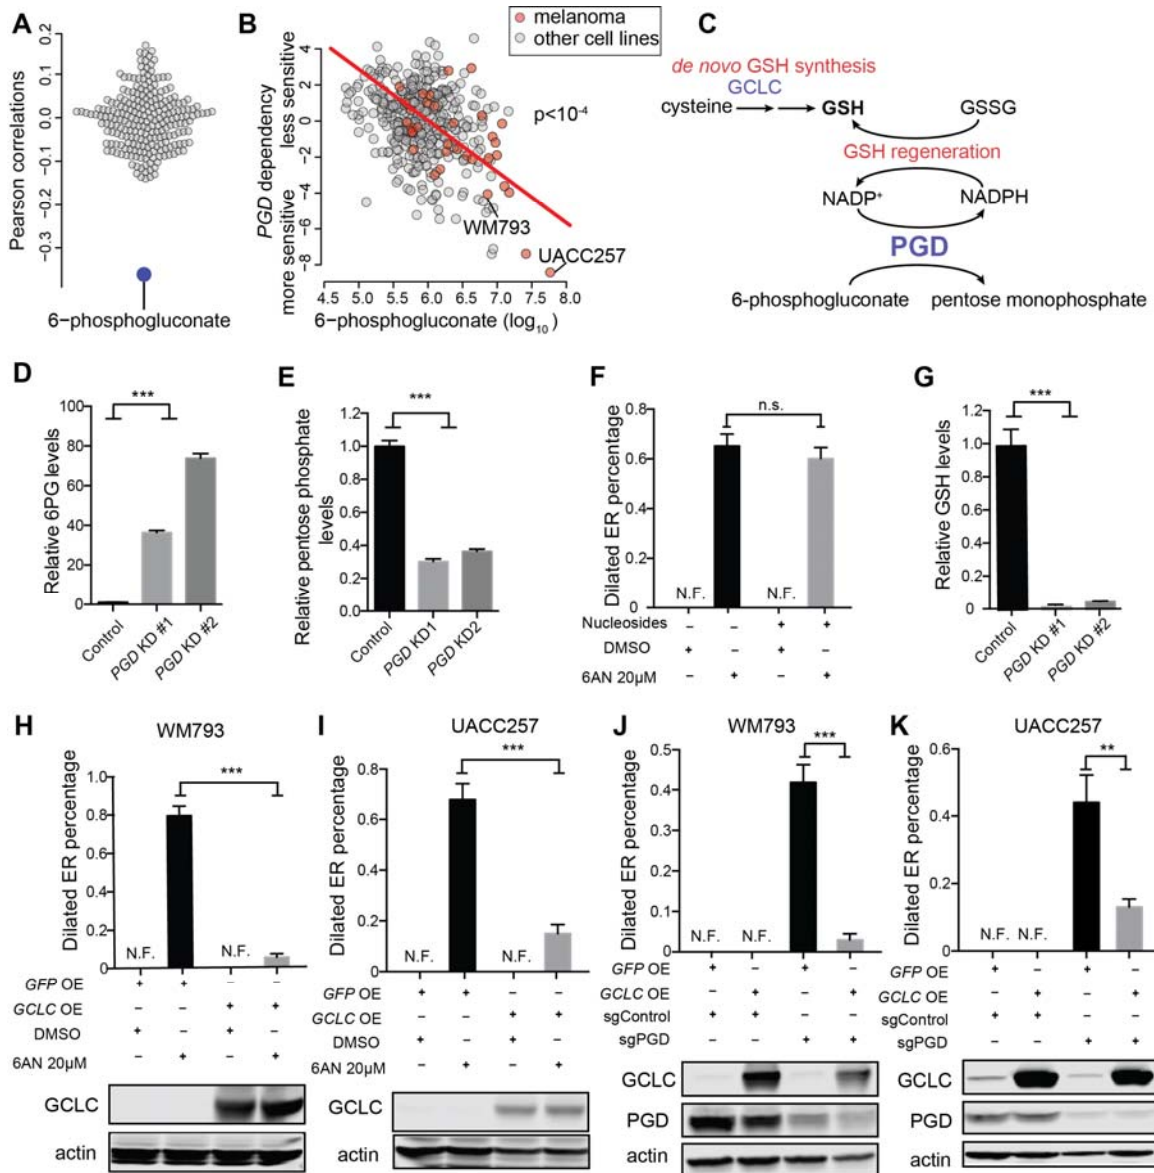 A
Pearson correlations
0.2
0.1
0.0
-0.1
-0.2
-0.3
6−phosphogluconate
B
melanoma
other cell lines
PGD dependency
more sensitive less sensitive
4
2
0
-2
-4
-6
-8
p<10⁻⁴
WM793
UACC257
4.5 5.0 5.5 6.0 6.5 7.0 7.5 8.0
6−phosphogluconate (log₁₀)
C
de novo GSH synthesis
GCLC
cysteine GSH GSSG
GSH regeneration
NADP⁺ NADPH
PGD
6-phosphogluconate pentose monophosphate
D
Relative 6PG levels
100
80
60
40
20
0
***
Control PGD KD #1 PGD KD #2
E
Relative pentose phosphate
levels
1.2
1.0
0.8
0.6
0.4
0.2
0.0
***
Control PGD KD1 PGD KD2
F
Dilated ER percentage
0.8
0.6
0.4
0.2
0
n.s.
N.F. N.F.
Nucleosides − − + +
DMSO + − + −
6AN 20µM − + − +
G
Relative GSH levels
1.2
1.0
0.8
0.6
0.4
0.2
0
***
Control PGD KD #1 PGD KD #2
H
WM793
Dilated ER percentage
0.8
0.6
0.4
0.2
0
***
N.F. N.F.
GFP OE + + − −
GCLC OE − − + +
DMSO + − + −
6AN 20µM − + − +
GCLC
actin
I
UACC257
Dilated ER percentage
0.8
0.6
0.4
0.2
0
***
N.F. N.F.
GFP OE + + − −
GCLC OE − − + +
DMSO + − + −
6AN 20µM − + − +
GCLC
actin
J
WM793
Dilated ER percentage
0.5
0.4
0.3
0.2
0.1
0
***
N.F. N.F.
GFP OE + − + −
GCLC OE − + − +
sgControl + + − −
sgPGD − − + +
GCLC
PGD
actin
K
UACC257
Dilated ER percentage
0.6
0.4
0.2
0
**
N.F. N.F.
GFP OE + − + −
GCLC OE − + − +
sgControl + + − −
sgPGD − − + +
GCLC
PGD
actin